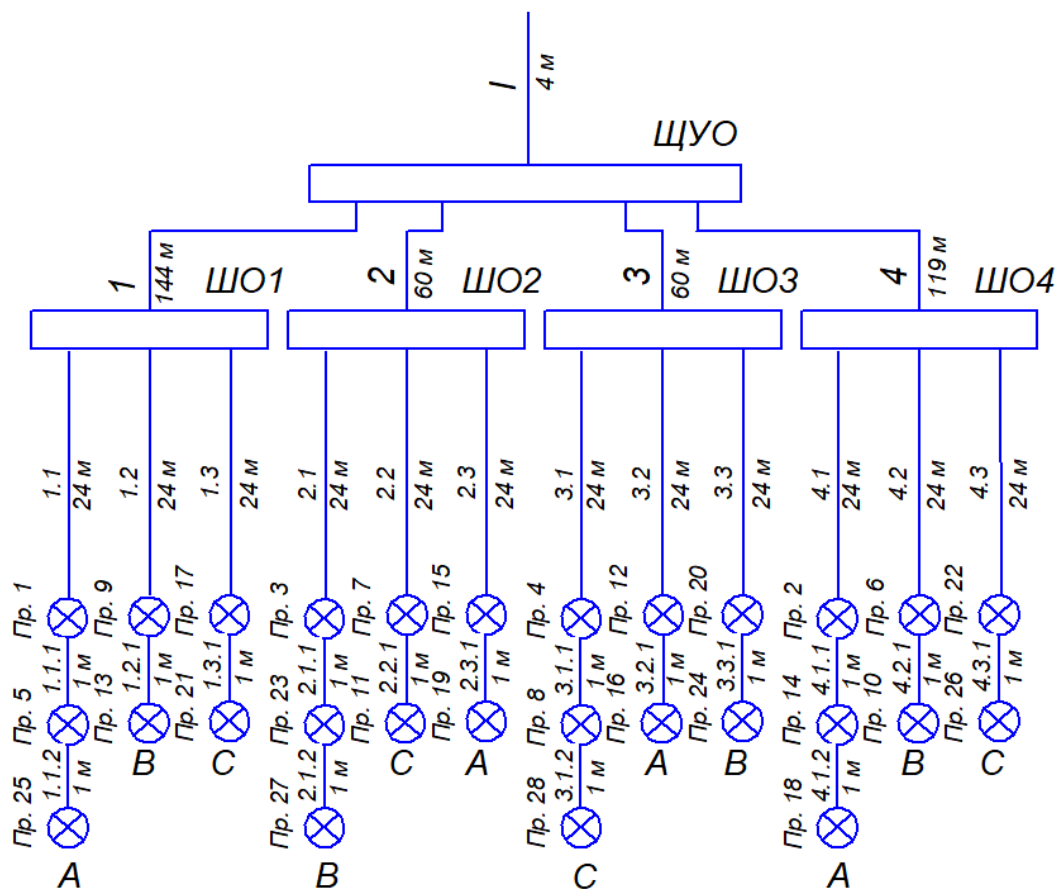 I
4 м
ЩУО
1
144 м
ШО1
2
60 м
ШО2
3
60 м
ШО3
4
119 м
ШО4
1.1
24 м
1.2
24 м
1.3
24 м
2.1
24 м
2.2
24 м
2.3
24 м
3.1
24 м
3.2
24 м
3.3
24 м
4.1
24 м
4.2
24 м
4.3
24 м
Пр. 1
Пр. 9
Пр. 17
Пр. 3
Пр. 7
Пр. 15
Пр. 4
Пр. 12
Пр. 20
Пр. 2
Пр. 6
Пр. 22
1.1.1
1 м
1.2.1
1 м
1.3.1
1 м
2.1.1
1 м
2.2.1
1 м
2.3.1
1 м
3.1.1
1 м
3.2.1
1 м
3.3.1
1 м
4.1.1
1 м
4.2.1
1 м
4.3.1
1 м
Пр. 5
Пр. 13
Пр. 21
Пр. 23
Пр. 11
Пр. 19
Пр. 8
Пр. 16
Пр. 24
Пр. 14
Пр. 10
Пр. 26
B
C
C
A
A
B
B
C
1.1.2
1 м
2.1.2
1 м
3.1.2
1 м
4.1.2
1 м
Пр. 25
Пр. 27
Пр. 28
Пр. 18
A
B
C
A